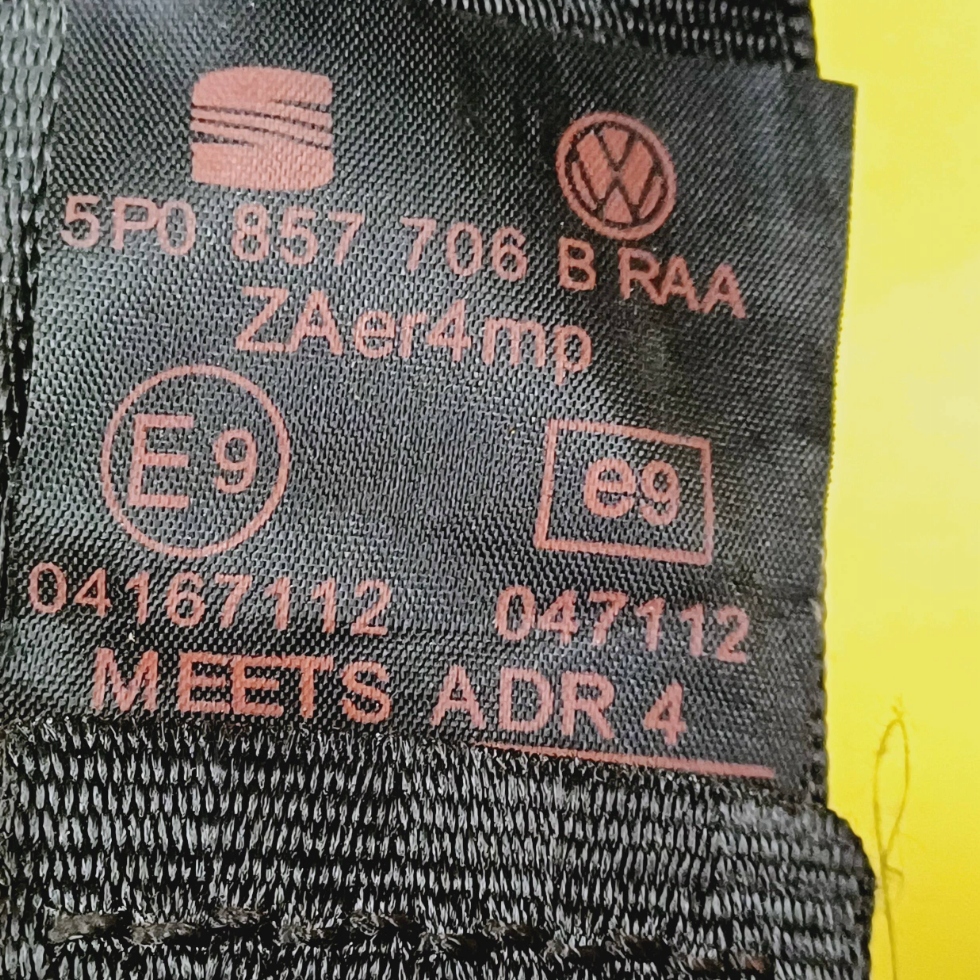 5P0 857 706 B RAA
ZAer4mp
E9 e9
04167112 047112
MEETS ADR 4